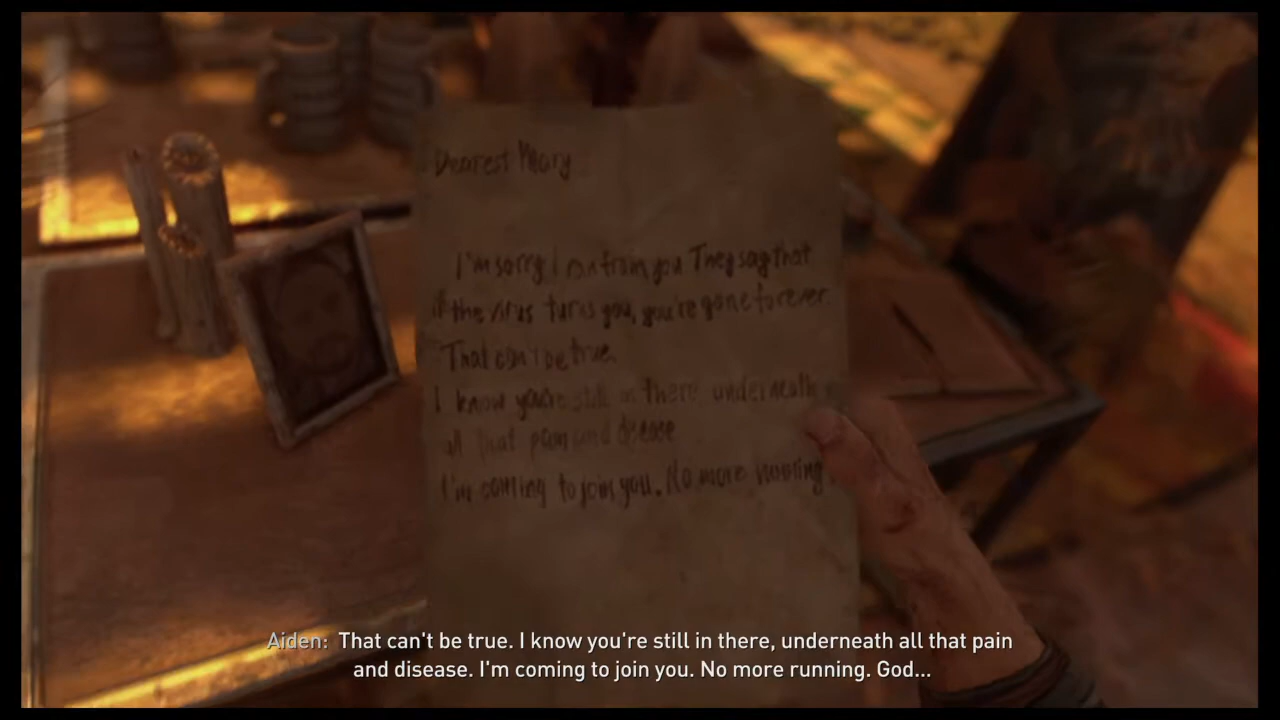 Dearest Mary
I'm sorry I ran from you They say that
if the virus turns you, you're gone forever
That can't be true.
I know you're still in there, underneath
all that pain and disease
I'm coming to join you. No more running
Aiden: That can't be true. I know you're still in there, underneath all that pain
and disease. I'm coming to join you. No more running. God...